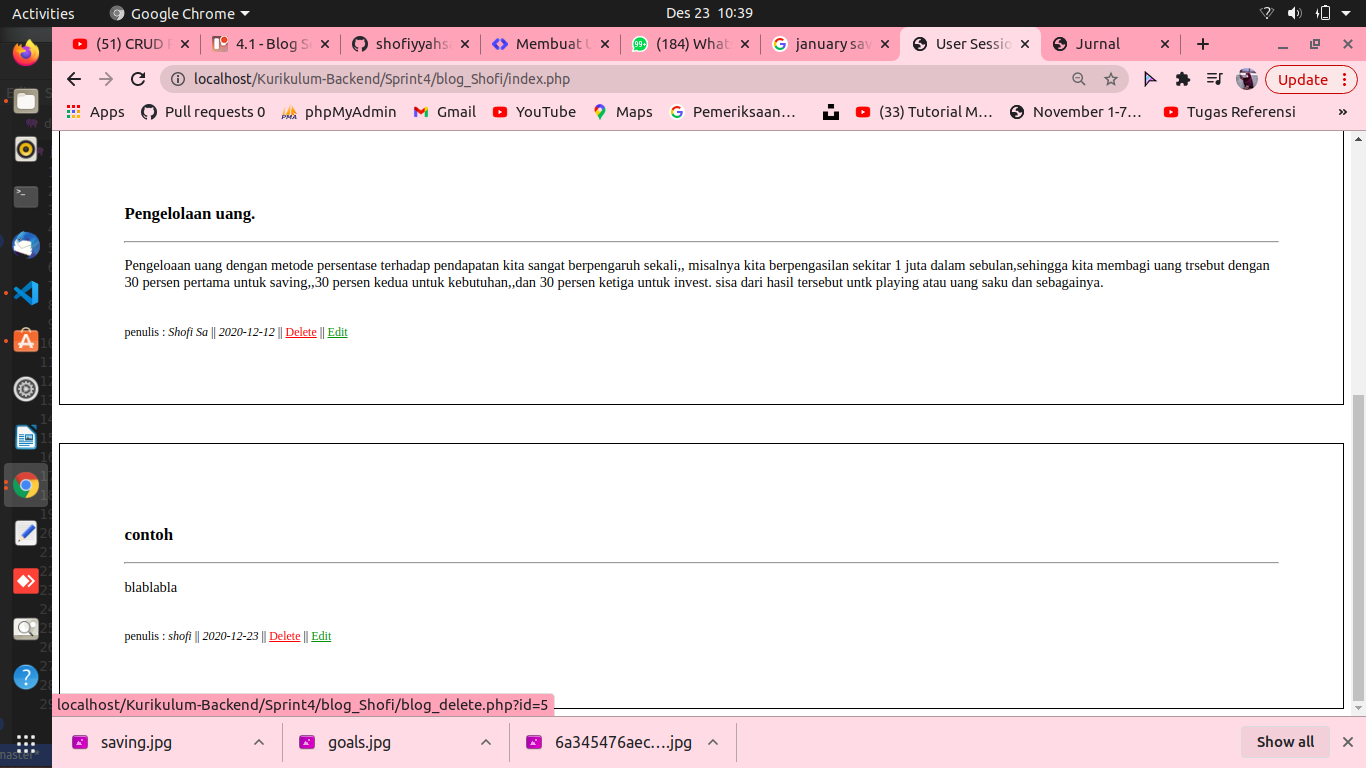 Activities
Google Chrome
Des 23 10:39
(51) CRUD
4.1 - Blog S
shofiyyahs
Membuat
(184) What
january sav
User Sessio
Jurnal
localhost/Kurikulum-Backend/Sprint4/blog_Shofi/index.php
Update
Apps
Pull requests 0
phpMyAdmin
Gmail
YouTube
Maps
Pemeriksaan...
(33) Tutorial M...
November 1-7...
Tugas Referensi
»
Pengelolaan uang.
Pengeloaan uang dengan metode persentase terhadap pendapatan kita sangat berpengaruh sekali,, misalnya kita berpengasilan sekitar 1 juta dalam sebulan,sehingga kita membagi uang trsebut dengan
30 persen pertama untuk saving,,30 persen kedua untuk kebutuhan,,dan 30 persen ketiga untuk invest. sisa dari hasil tersebut untk playing atau uang saku dan sebagainya.
penulis : Shofi Sa || 2020-12-12 || Delete || Edit
contoh
blablabla
penulis : shofi || 2020-12-23 || Delete || Edit
localhost/Kurikulum-Backend/Sprint4/blog_Shofi/blog_delete.php?id=5
saving.jpg
goals.jpg
6a345476aec....jpg
Show all